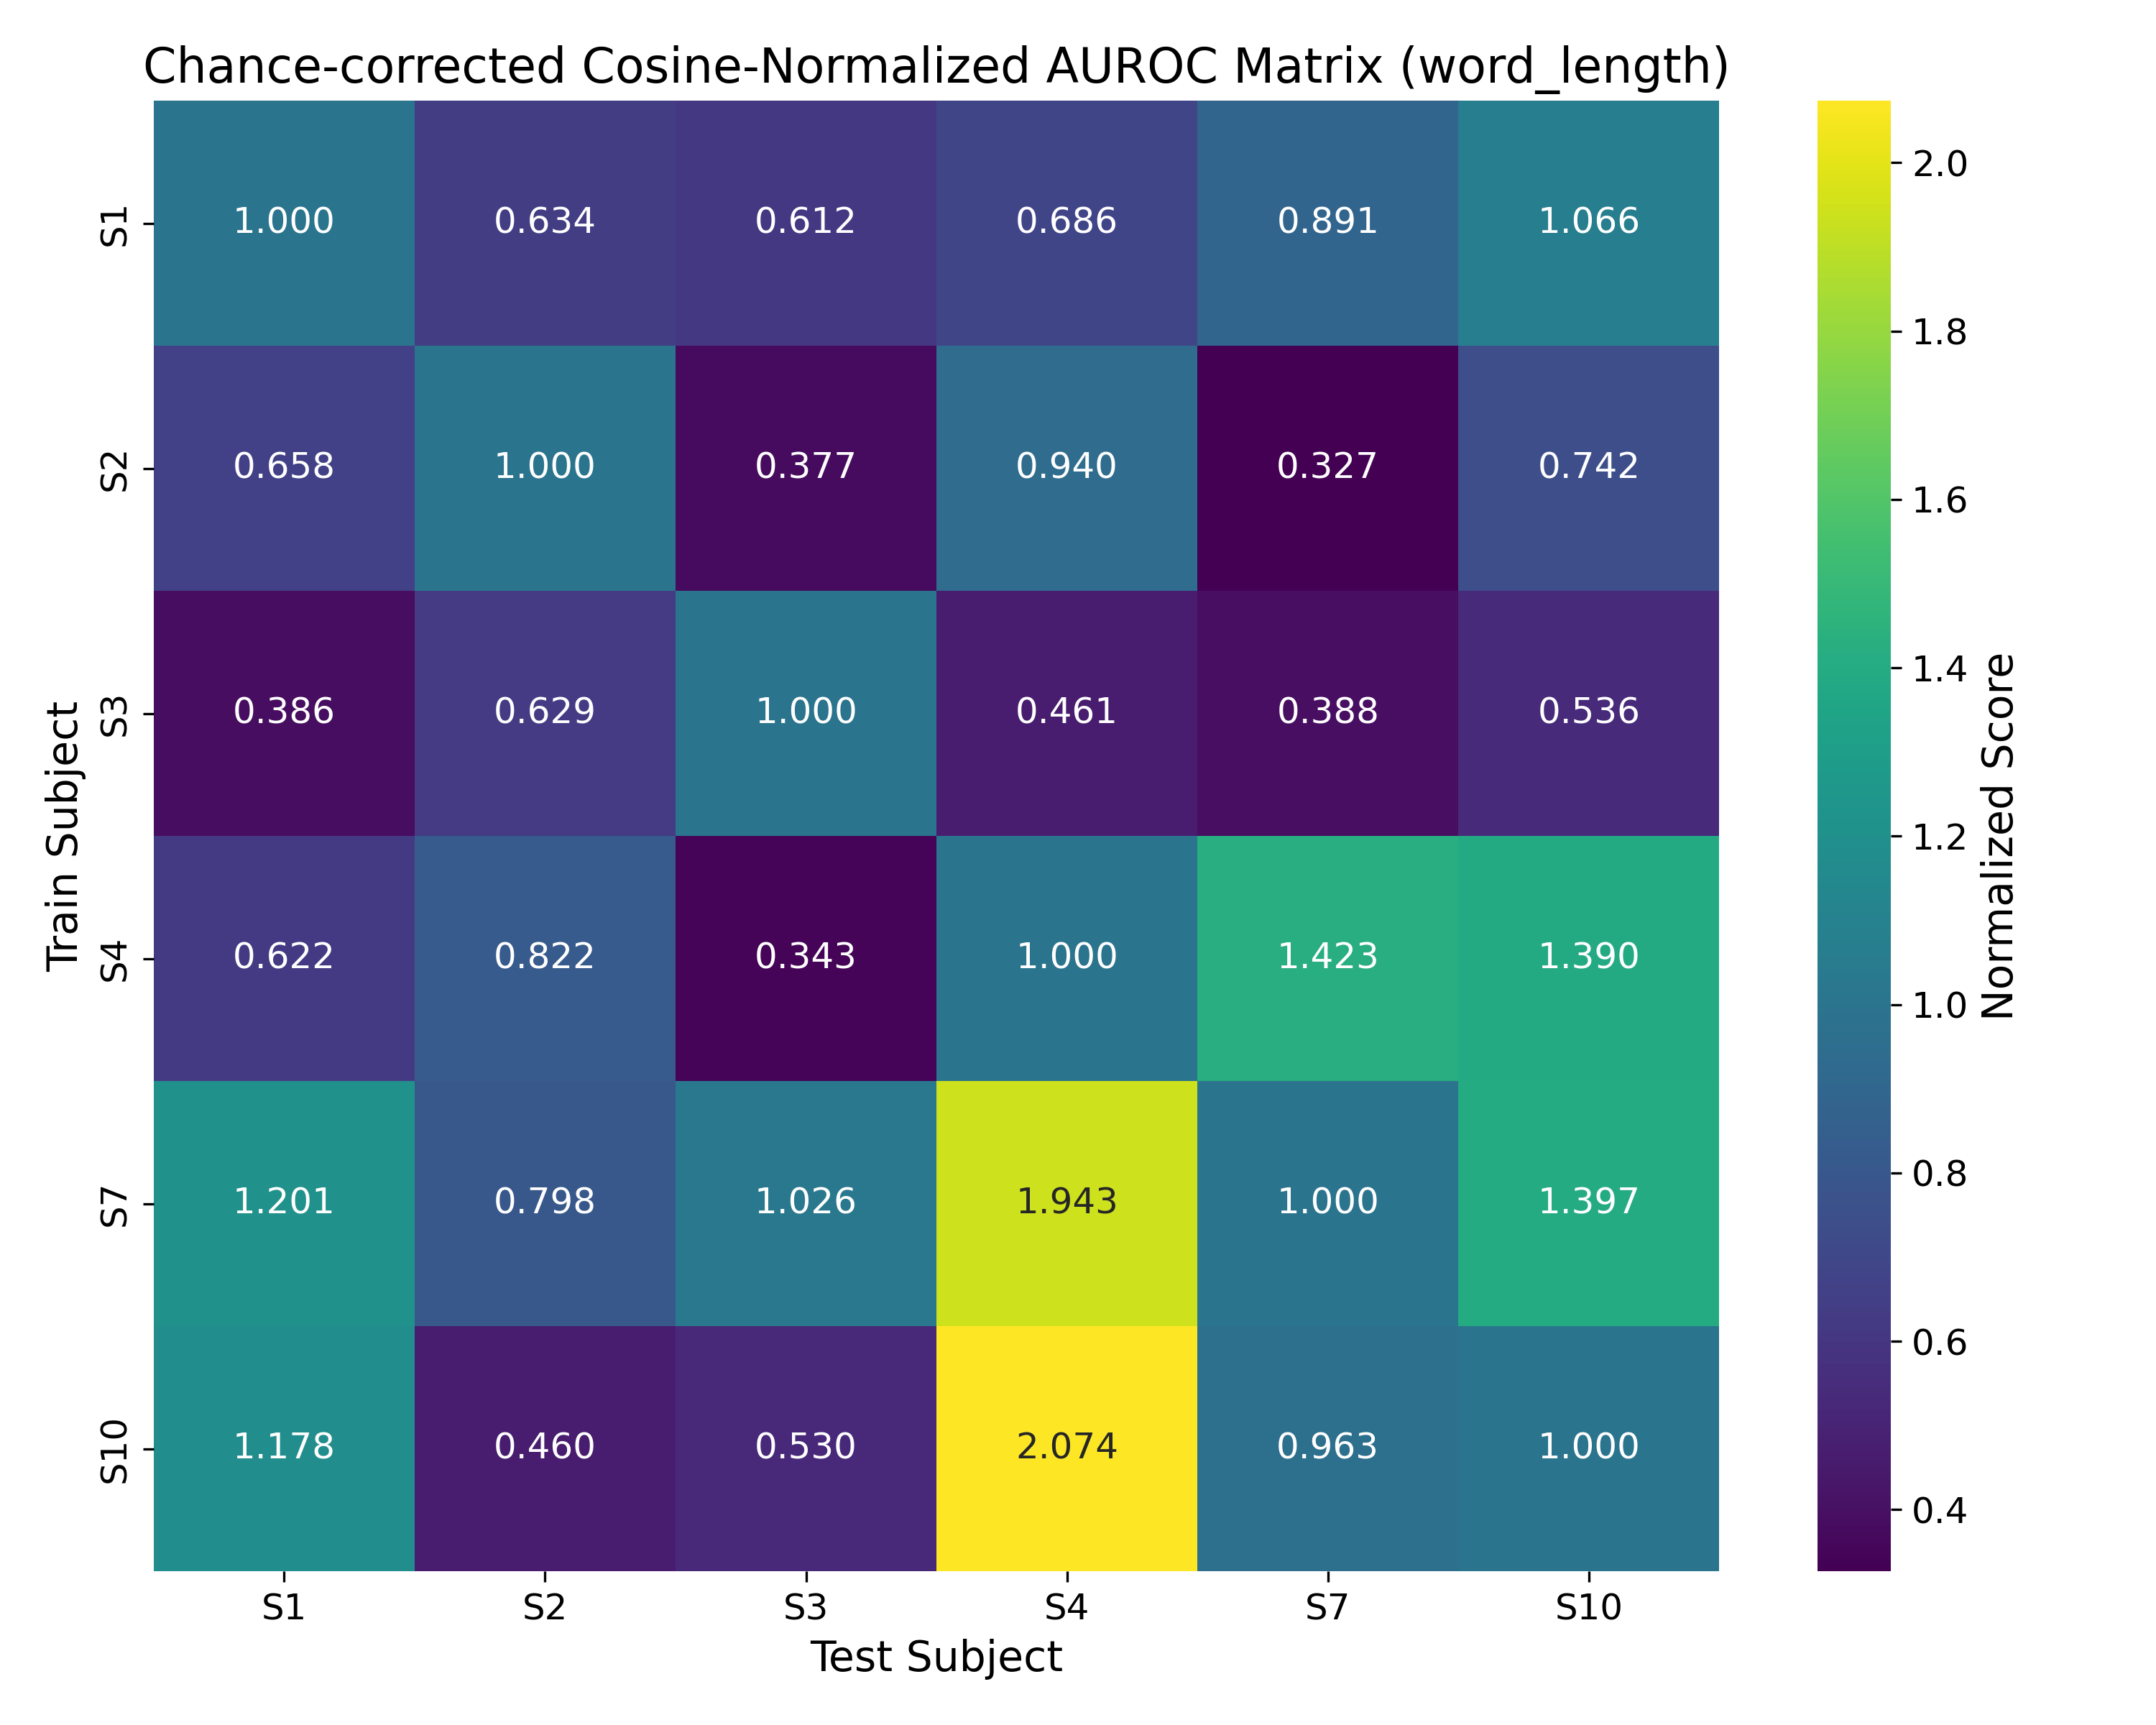 Chance-corrected Cosine-Normalized AUROC Matrix (word_length)
S1 1.000 0.634 0.612 0.686 0.891 1.066
S2 0.658 1.000 0.377 0.940 0.327 0.742
S3 0.386 0.629 1.000 0.461 0.388 0.536
S4 0.622 0.822 0.343 1.000 1.423 1.390
S7 1.201 0.798 1.026 1.943 1.000 1.397
S10 1.178 0.460 0.530 2.074 0.963 1.000
S1 S2 S3 S4 S7 S10
Test Subject
Train Subject
2.0
1.8
1.6
1.4
1.2
1.0
0.8
0.6
0.4
Normalized Score